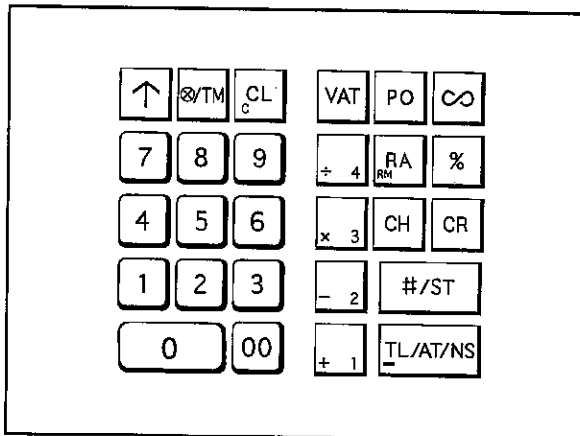 ↑ ⊗/TM CL C VAT PO ∞
7 8 9 ÷ 4 RA RM %
4 5 6 × 3 CH CR
1 2 3 − 2 #/ST
0 00 + 1 TL/AT/NS